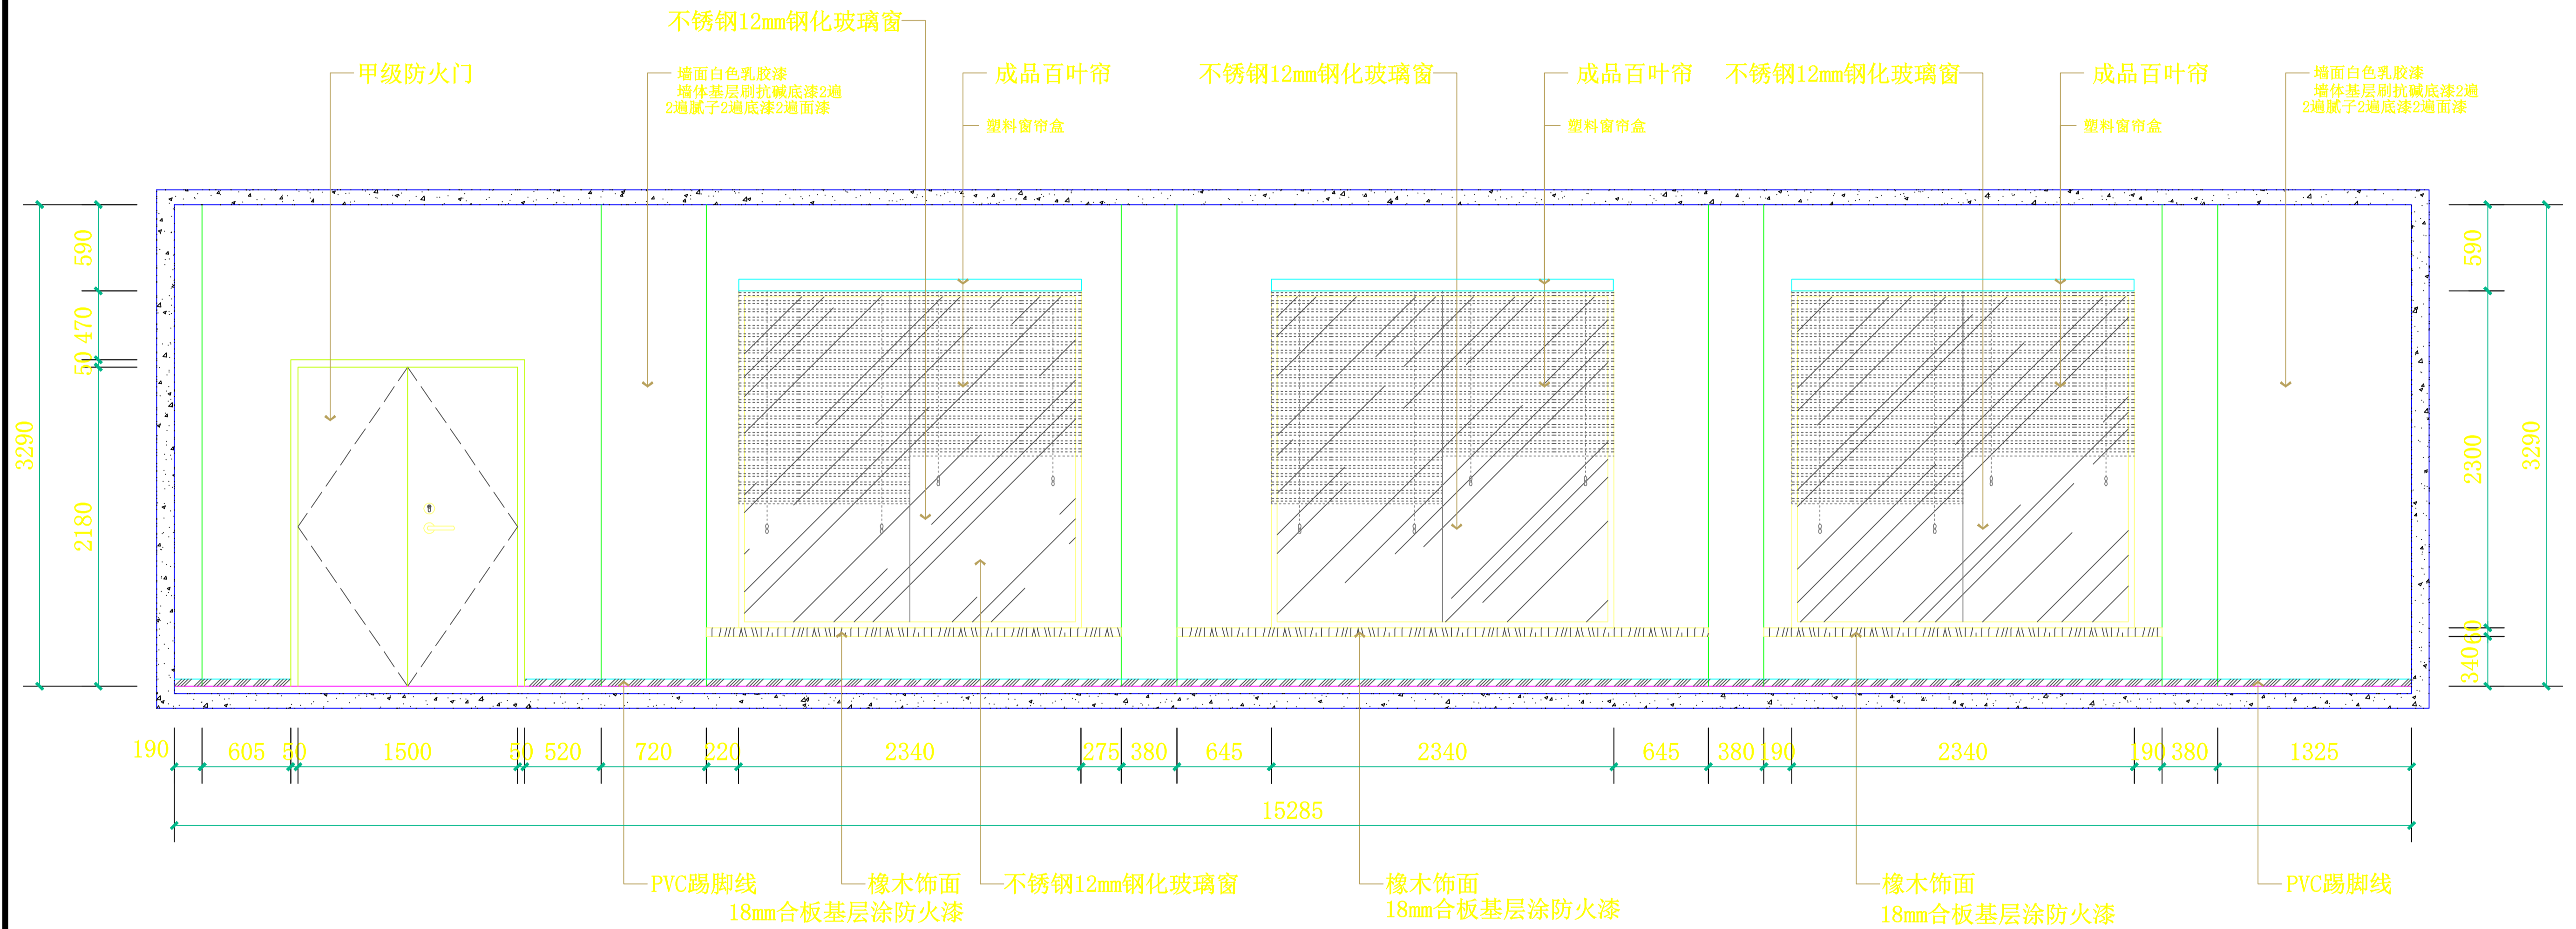 不锈钢12mm钢化玻璃窗
甲级防火门
墙面白色乳胶漆
墙体基层刷抗碱底漆2遍
2遍腻子2遍底漆2遍面漆
成品百叶帘
塑料窗帘盒
不锈钢12mm钢化玻璃窗
成品百叶帘
塑料窗帘盒
不锈钢12mm钢化玻璃窗
成品百叶帘
塑料窗帘盒
墙面白色乳胶漆
墙体基层刷抗碱底漆2遍
2遍腻子2遍底漆2遍面漆
3290
590
470
50
2180
590
2300
60
340
3290
190
605
50
1500
50
520
720
220
2340
275
380
645
2340
645
380
190
2340
190
380
1325
15285
PVC踢脚线
橡木饰面
18mm合板基层涂防火漆
不锈钢12mm钢化玻璃窗
橡木饰面
18mm合板基层涂防火漆
橡木饰面
18mm合板基层涂防火漆
PVC踢脚线